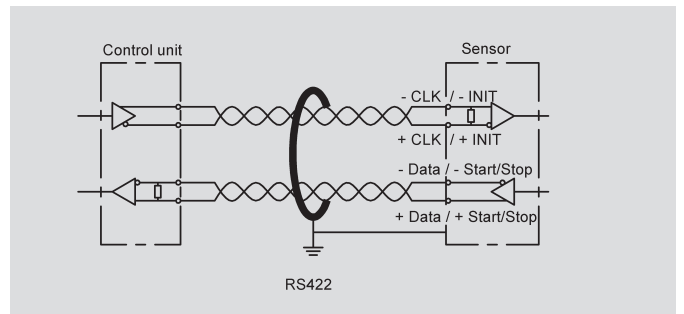 Control unit
Sensor
- CLK / - INIT
+ CLK / + INIT
- Data / - Start/Stop
+ Data / + Start/Stop
RS422